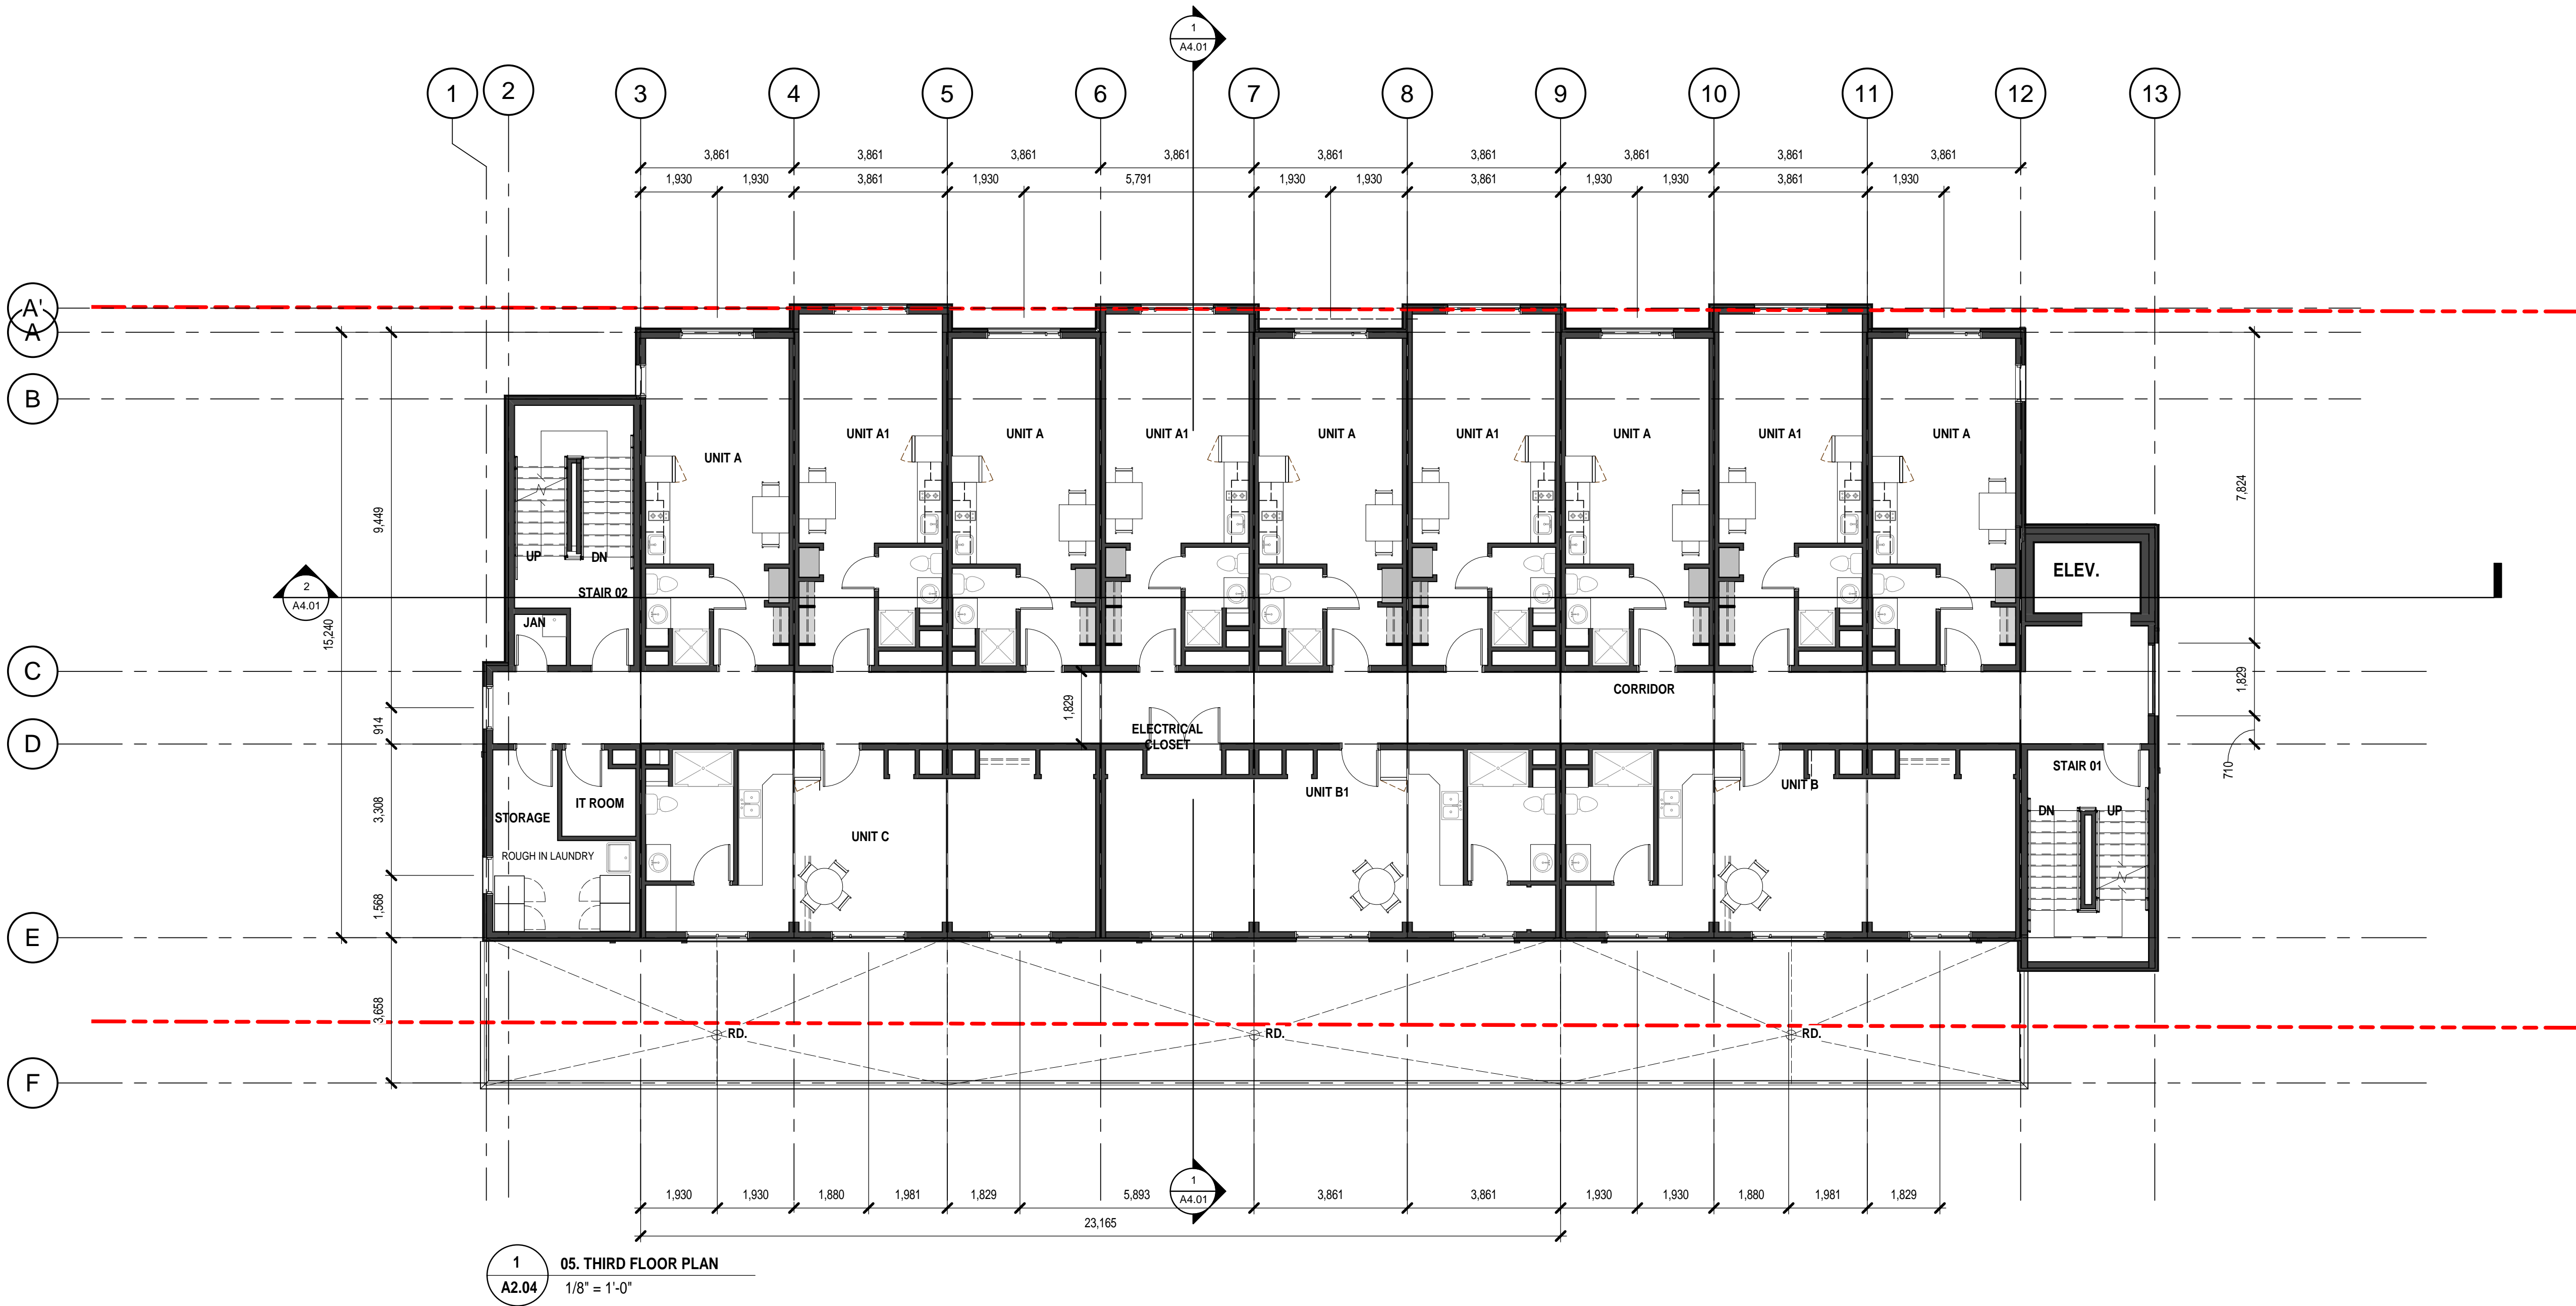 1
A4.01
1 2 3 4 5 6 7 8 9 10 11 12 13
3,861 3,861 3,861 3,861 3,861 3,861 3,861 3,861 3,861
1,930 1,930 3,861 1,930 5,791 1,930 1,930 3,861 1,930 1,930 3,861 1,930
A'
A
B
C
D
E
F
UNIT A
UNIT A1
UNIT A
UNIT A1
UNIT A
UNIT A1
UNIT A
UNIT A1
UNIT A
UP
DN
STAIR 02
JAN
ELEV.
2
A4.01
15,240
9,449
914
3,308
1,568
3,658
7,824
1,829
710
1,829
CORRIDOR
ELECTRICAL
CLOSET
STORAGE
IT ROOM
ROUGH IN LAUNDRY
UNIT C
UNIT B1
UNIT B
STAIR 01
DN
UP
RD.
RD.
RD.
1,930 1,930 1,880 1,981 1,829 5,893 3,861 3,861 1,930 1,930 1,880 1,981 1,829
23,165
1
A4.01
1
A2.04
05. THIRD FLOOR PLAN
1/8" = 1'-0"